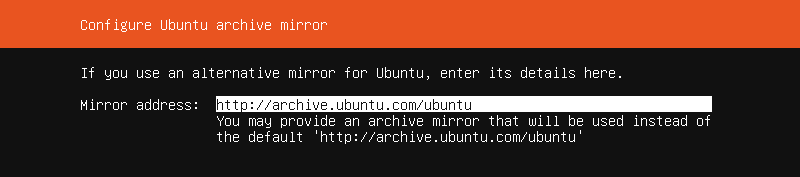 Configure Ubuntu archive mirror
If you use an alternative mirror for Ubuntu, enter its details here.
Mirror address: http://archive.ubuntu.com/ubuntu
You may provide an archive mirror that will be used instead of
the default 'http://archive.ubuntu.com/ubuntu'